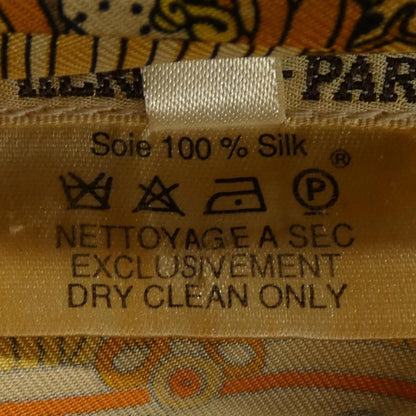 -PAR
Soie 100 % Silk
®
P
NETTOYAGE A SEC
EXCLUSIVEMENT
DRY CLEAN ONLY